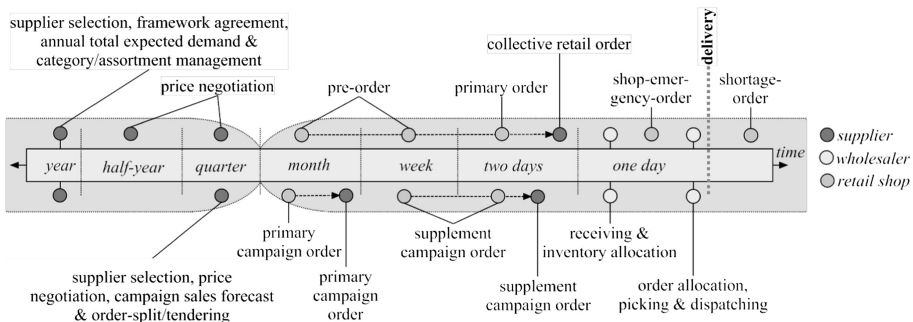 supplier selection, framework agreement,
annual total expected demand &
category/assortment management
price negotiation
pre-order
primary order
collective retail order
shop-emer-
gency-order
delivery
shortage-
order
year
half-year
quarter
month
week
two days
one day
time
supplier
wholesaler
retail shop
supplier selection, price
negotiation, campaign sales forecast
& order-split/tendering
primary
campaign order
primary
campaign
order
supplement
campaign order
supplement
campaign order
receiving &
inventory allocation
order allocation,
picking & dispatching